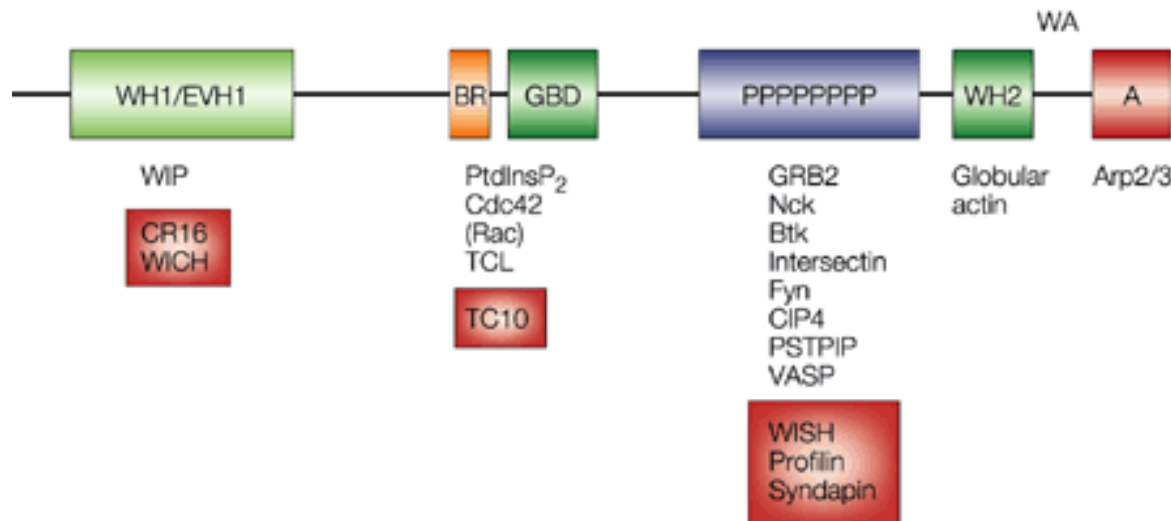 WA
WH1/EVH1 BR GBD PPPPPPPP WH2 A
WIP
CR16
WICH
PtdInsP2
Cdc42
(Rac)
TCL
TC10
GRB2
Nck
Btk
Intersectin
Fyn
CIP4
PSTPIP
VASP
WISH
Profilin
Syndapin
Globular
actin
Arp2/3